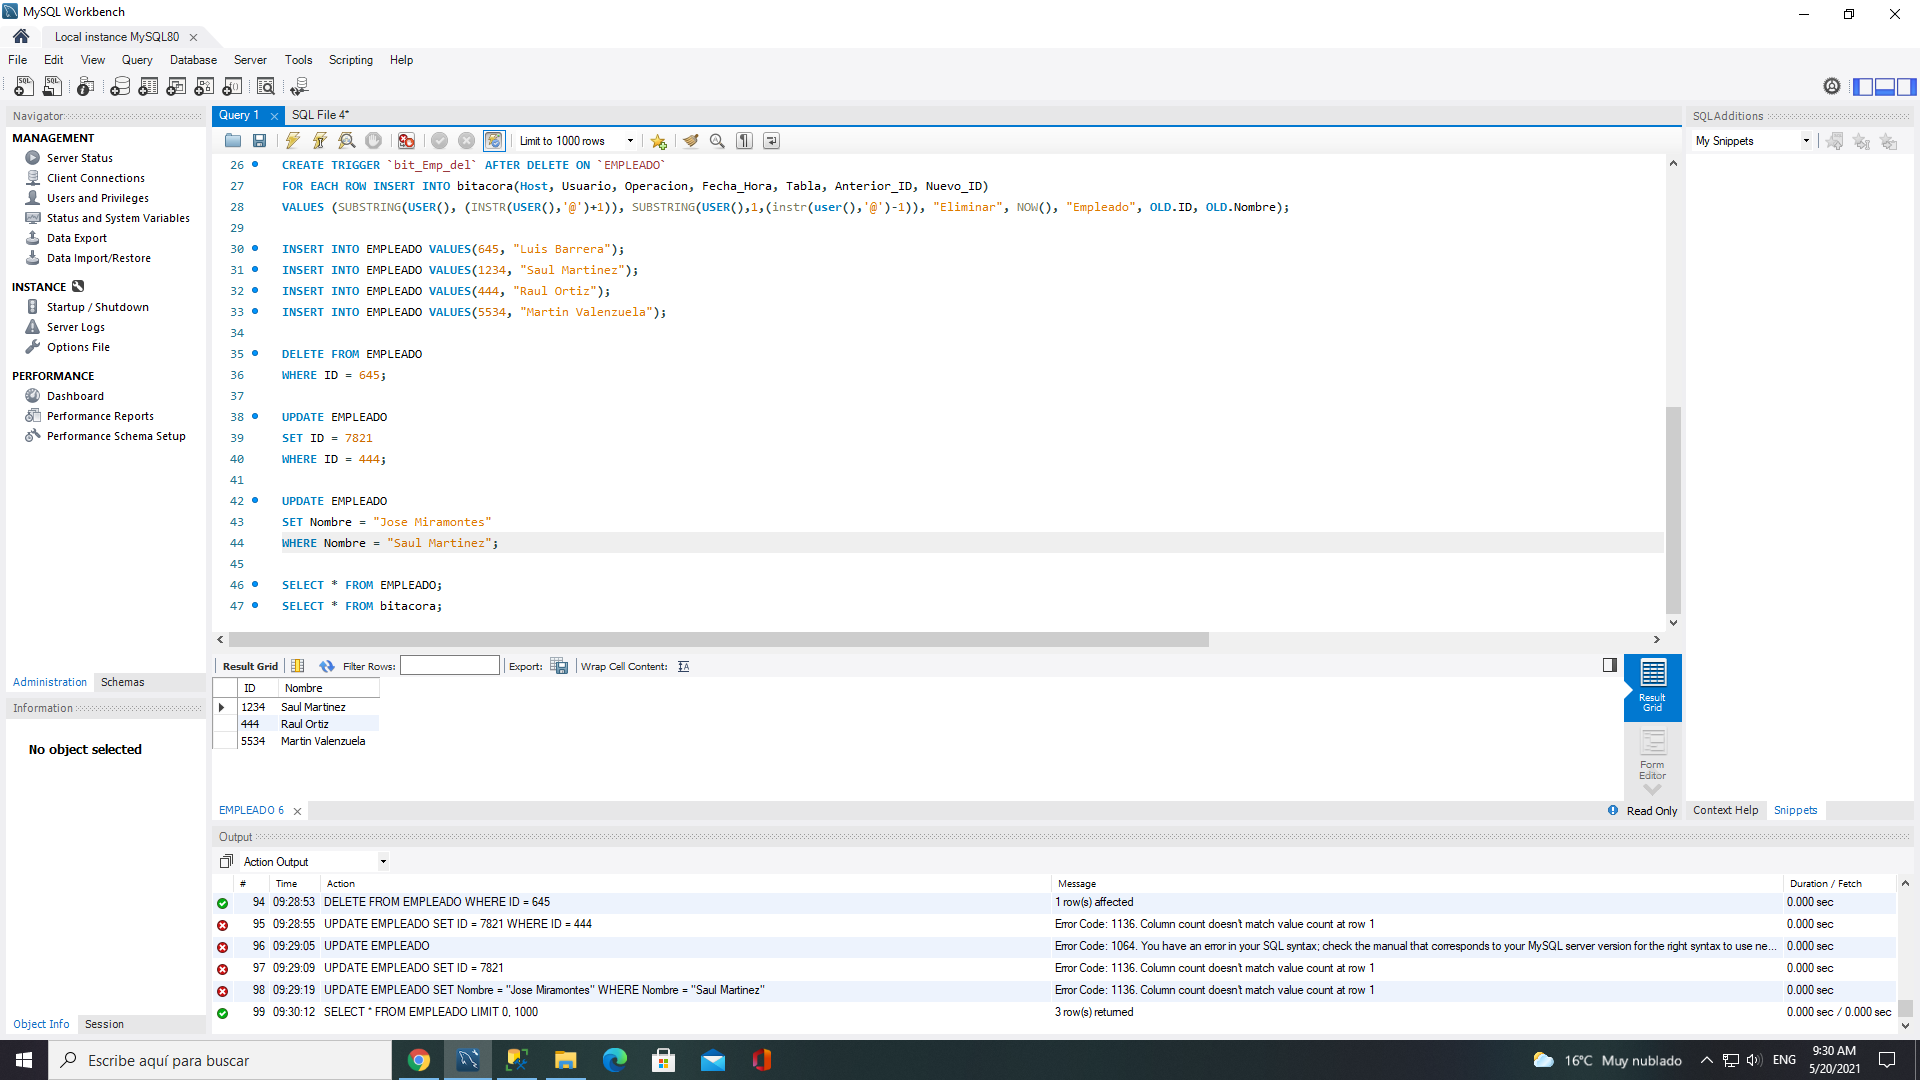 MySQL Workbench
Local instance MySQL80
File Edit View Query Database Server Tools Scripting Help
Navigator
MANAGEMENT
Server Status
Client Connections
Users and Privileges
Status and System Variables
Data Export
Data Import/Restore
INSTANCE
Startup / Shutdown
Server Logs
Options File
PERFORMANCE
Dashboard
Performance Reports
Performance Schema Setup
Administration Schemas
Information
No object selected
Object Info Session
Query 1 SQL File 4*
Limit to 1000 rows
26 CREATE TRIGGER `bit_Emp_del` AFTER DELETE ON `EMPLEADO`
27 FOR EACH ROW INSERT INTO bitacora(Host, Usuario, Operacion, Fecha_Hora, Tabla, Anterior_ID, Nuevo_ID)
28 VALUES (SUBSTRING(USER(), (INSTR(USER(),'@')+1)), SUBSTRING(USER(),1,(instr(user(),'@')-1)), "Eliminar", NOW(), "Empleado", OLD.ID, OLD.Nombre);
29
30 INSERT INTO EMPLEADO VALUES(645, "Luis Barrera");
31 INSERT INTO EMPLEADO VALUES(1234, "Saul Martinez");
32 INSERT INTO EMPLEADO VALUES(444, "Raul Ortiz");
33 INSERT INTO EMPLEADO VALUES(5534, "Martin Valenzuela");
34
35 DELETE FROM EMPLEADO
36 WHERE ID = 645;
37
38 UPDATE EMPLEADO
39 SET ID = 7821
40 WHERE ID = 444;
41
42 UPDATE EMPLEADO
43 SET Nombre = "Jose Miramontes"
44 WHERE Nombre = "Saul Martinez";
45
46 SELECT * FROM EMPLEADO;
47 SELECT * FROM bitacora;
Result Grid Filter Rows: Export: Wrap Cell Content:
ID Nombre
1234 Saul Martinez
444 Raul Ortiz
5534 Martin Valenzuela
Result
Grid
Form
Editor
EMPLEADO 6
Read Only
SQLAdditions
My Snippets
Context Help Snippets
Output
Action Output
# Time Action Message Duration / Fetch
94 09:28:53 DELETE FROM EMPLEADO WHERE ID = 645 1 row(s) affected 0.000 sec
95 09:28:55 UPDATE EMPLEADO SET ID = 7821 WHERE ID = 444 Error Code: 1136. Column count doesn't match value count at row 1 0.000 sec
96 09:29:05 UPDATE EMPLEADO Error Code: 1064. You have an error in your SQL syntax; check the manual that corresponds to your MySQL server version for the right syntax to use ne... 0.000 sec
97 09:29:09 UPDATE EMPLEADO SET ID = 7821 Error Code: 1136. Column count doesn't match value count at row 1 0.000 sec
98 09:29:19 UPDATE EMPLEADO SET Nombre = "Jose Miramontes" WHERE Nombre = "Saul Martinez" Error Code: 1136. Column count doesn't match value count at row 1 0.000 sec
99 09:30:12 SELECT * FROM EMPLEADO LIMIT 0, 1000 3 row(s) returned 0.000 sec / 0.000 sec
Escribe aquí para buscar
16°C Muy nublado
ENG
9:30 AM
5/20/2021